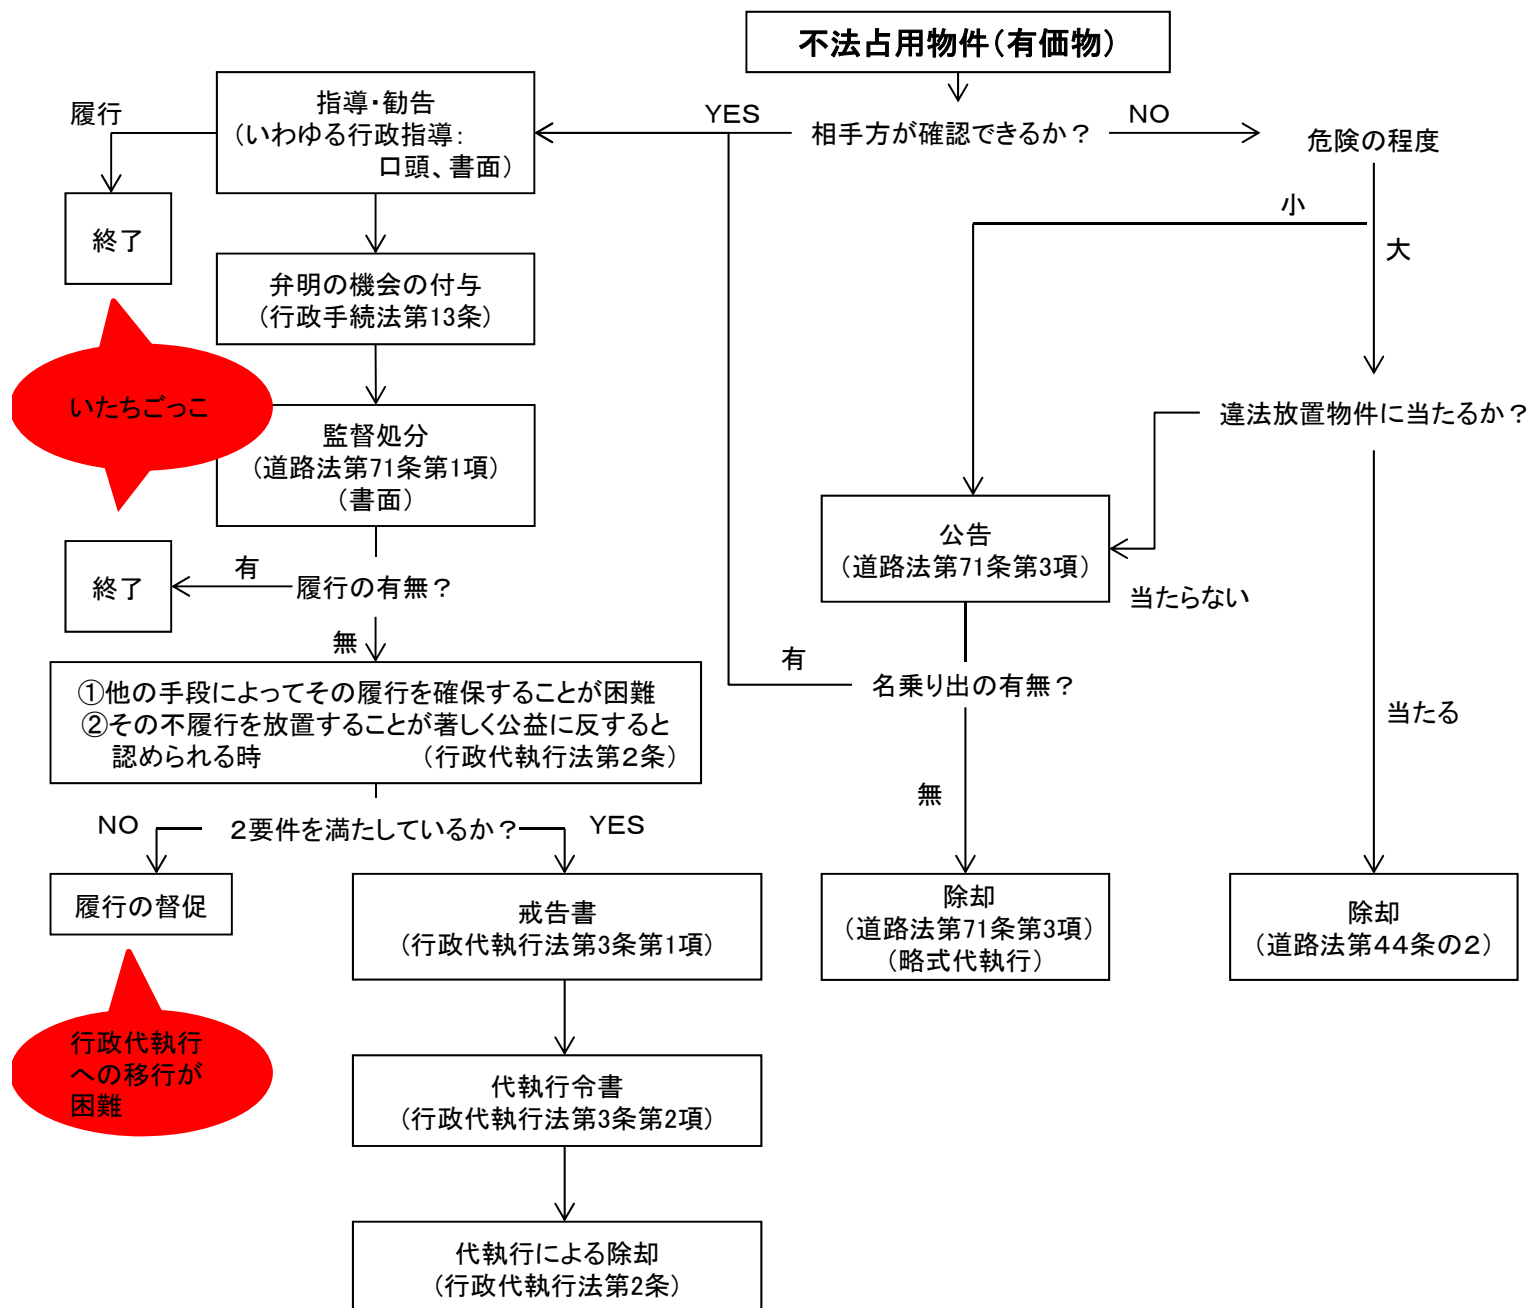 不法占用物件（有価物）
相手方が確認できるか？
YES
NO
危険の程度
小
大
履行
指導・勧告
（いわゆる行政指導：
口頭、書面）
終了
弁明の機会の付与
（行政手続法第13条）
いたちごっこ
監督処分
（道路法第71条第1項）
（書面）
違法放置物件に当たるか？
公告
（道路法第71条第3項）
当たらない
当たる
終了
有
履行の有無？
無
有
名乗り出の有無？
無
①他の手段によってその履行を確保することが困難
②その不履行を放置することが著しく公益に反すると
認められる時　（行政代執行法第２条）
NO
２要件を満たしているか？
YES
履行の督促
戒告書
（行政代執行法第3条第1項）
除却
（道路法第71条第3項）
（略式代執行）
除却
（道路法第４４条の２）
行政代執行
への移行が
困難
代執行令書
（行政代執行法第3条第2項）
代執行による除却
（行政代執行法第2条）